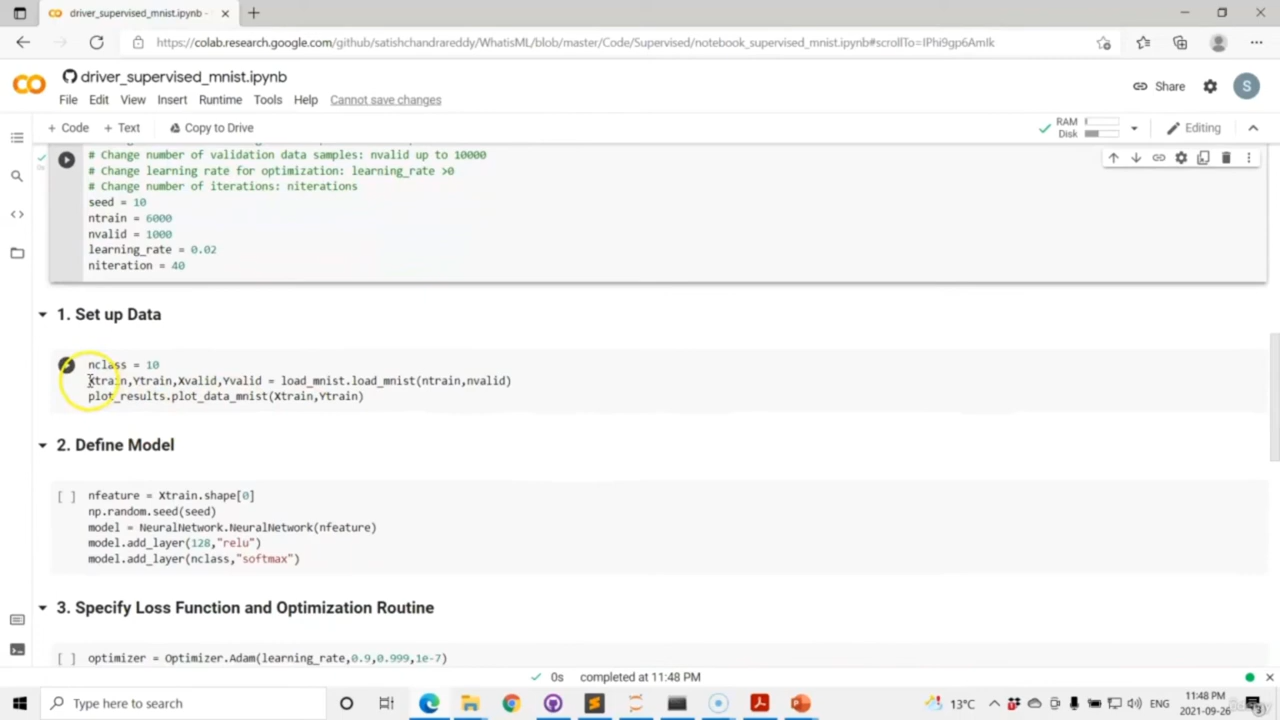 driver_supervised_mnist.ipynb -
https://colab.research.google.com/github/satishchandrareddy/WhatisML/blob/master/Code/Supervised/notebook_supervised_mnist.ipynb#scrollTo=IPhi9gp6AmIk
driver_supervised_mnist.ipynb
Share
S
File Edit View Insert Runtime Tools Help Cannot save changes
+ Code + Text Copy to Drive
RAM
Disk
Editing
# Change number of validation data samples: nvalid up to 10000
# Change learning rate for optimization: learning_rate >0
# Change number of iterations: niterations
seed = 10
ntrain = 6000
nvalid = 1000
learning_rate = 0.02
niteration = 40
0s
1. Set up Data
nclass = 10
Xtrain,Ytrain,Xvalid,Yvalid = load_mnist.load_mnist(ntrain,nvalid)
plot_results.plot_data_mnist(Xtrain,Ytrain)
2. Define Model
[ ] nfeature = Xtrain.shape[0]
np.random.seed(seed)
model = NeuralNetwork.NeuralNetwork(nfeature)
model.add_layer(128,"relu")
model.add_layer(nclass,"softmax")
3. Specify Loss Function and Optimization Routine
[ ] optimizer = Optimizer.Adam(learning_rate,0.9,0.999,1e-7)
0s completed at 11:48 PM
Type here to search
13°C
ENG
11:48 PM
2021-09-26